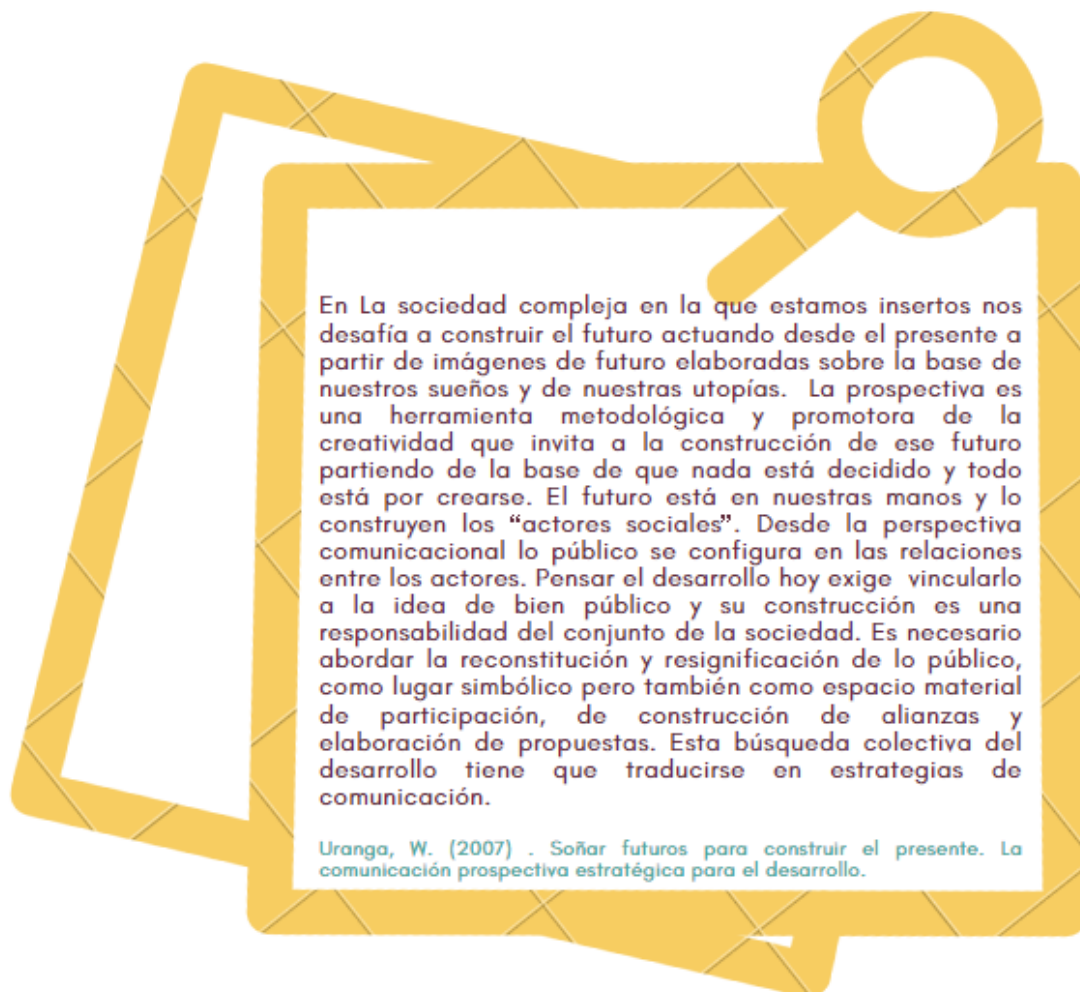 En La sociedad compleja en la que estamos insertos nos
desafía a construir el futuro actuando desde el presente a
partir de imágenes de futuro elaboradas sobre la base de
nuestros sueños y de nuestras utopías. La prospectiva es
una herramienta metodológica y promotora de la
creatividad que invita a la construcción de ese futuro
partiendo de la base de que nada está decidido y todo
está por crearse. El futuro está en nuestras manos y lo
construyen los “actores sociales”. Desde la perspectiva
comunicacional lo público se configura en las relaciones
entre los actores. Pensar el desarrollo hoy exige vincularlo
a la idea de bien público y su construcción es una
responsabilidad del conjunto de la sociedad. Es necesario
abordar la reconstitución y resignificación de lo público,
como lugar simbólico pero también como espacio material
de participación, de construcción de alianzas y
elaboración de propuestas. Esta búsqueda colectiva del
desarrollo tiene que traducirse en estrategias de
comunicación.
Uranga, W. (2007) . Soñar futuros para construir el presente. La
comunicación prospectiva estratégica para el desarrollo.